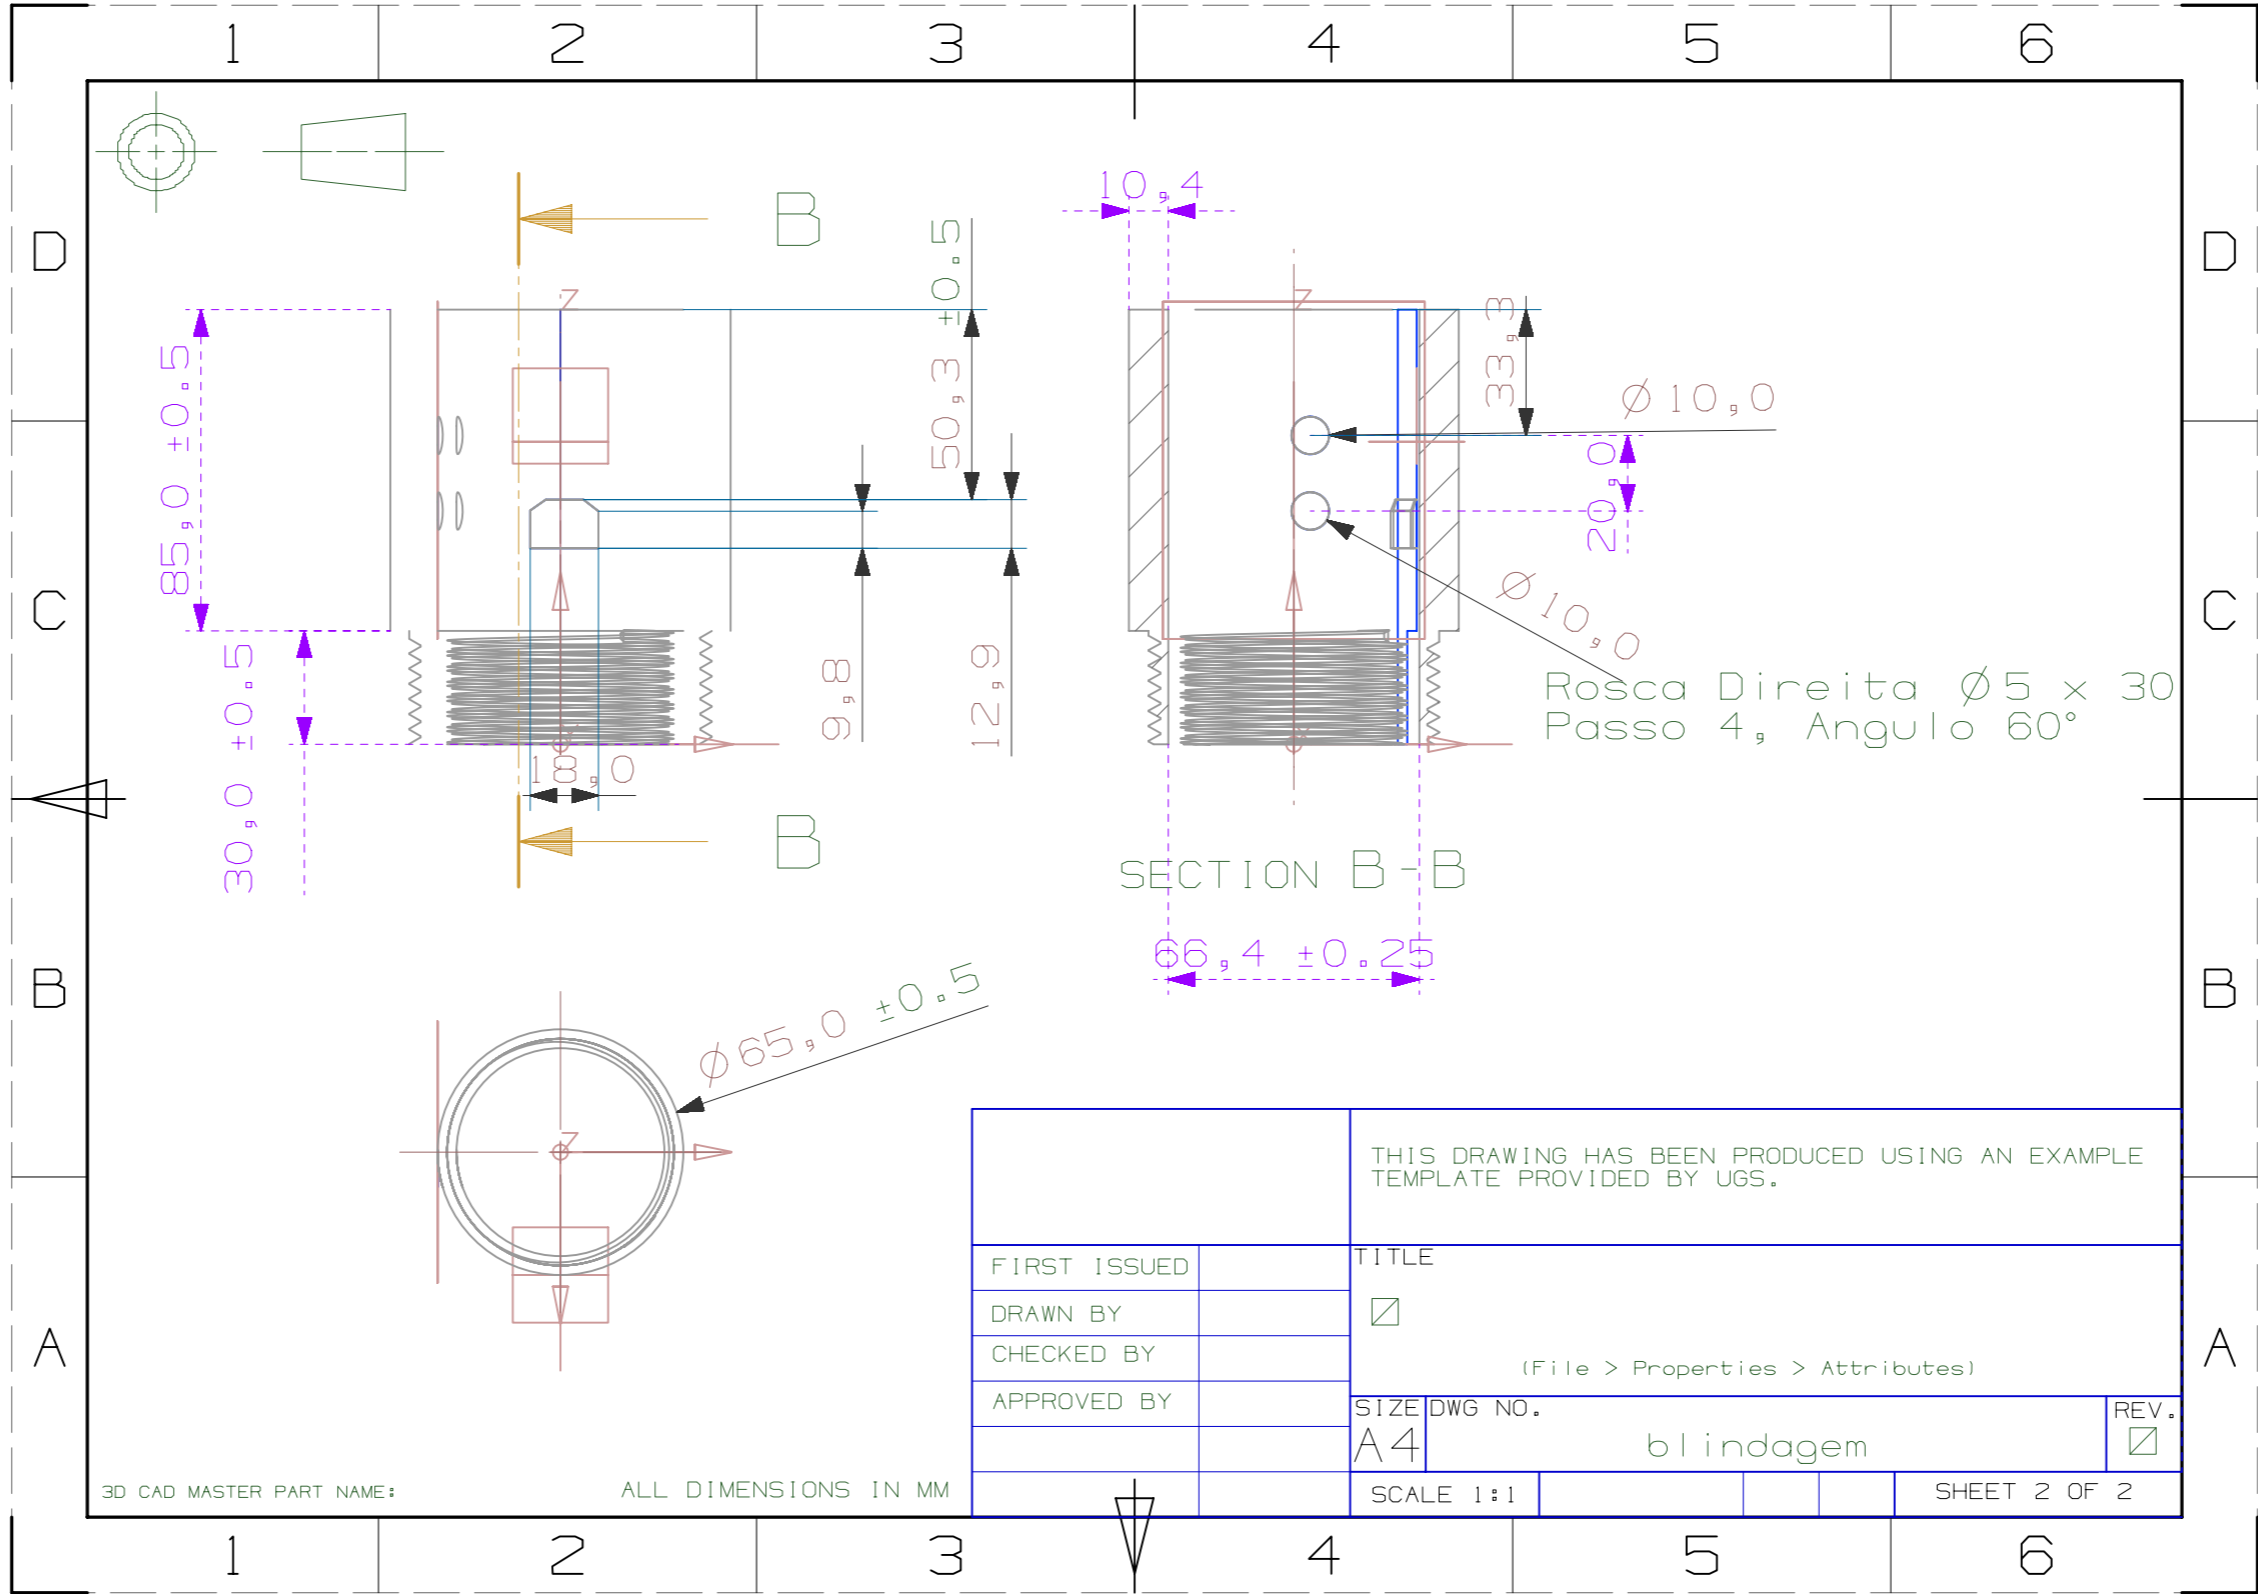 1 2 3 4 5 6
D D
C C
B B
A A
B
B
85,0 ±0.5
30,0 ±0.5
50,3 ±0.5
9,8
12,9
18,0
Z
10,4
Z
33,3
Ø10,0
20,0
Ø10,0
Rosca Direita Ø5 x 30
Passo 4, Angulo 60°
SECTION B-B
66,4 ±0.25
Ø65,0 ±0.5
Z
THIS DRAWING HAS BEEN PRODUCED USING AN EXAMPLE
TEMPLATE PROVIDED BY UGS.
FIRST ISSUED
DRAWN BY
CHECKED BY
APPROVED BY
TITLE
(File > Properties > Attributes)
SIZE
A4
DWG NO.
blindagem
REV.
SCALE 1:1
SHEET 2 OF 2
3D CAD MASTER PART NAME:
ALL DIMENSIONS IN MM
1 2 3 4 5 6